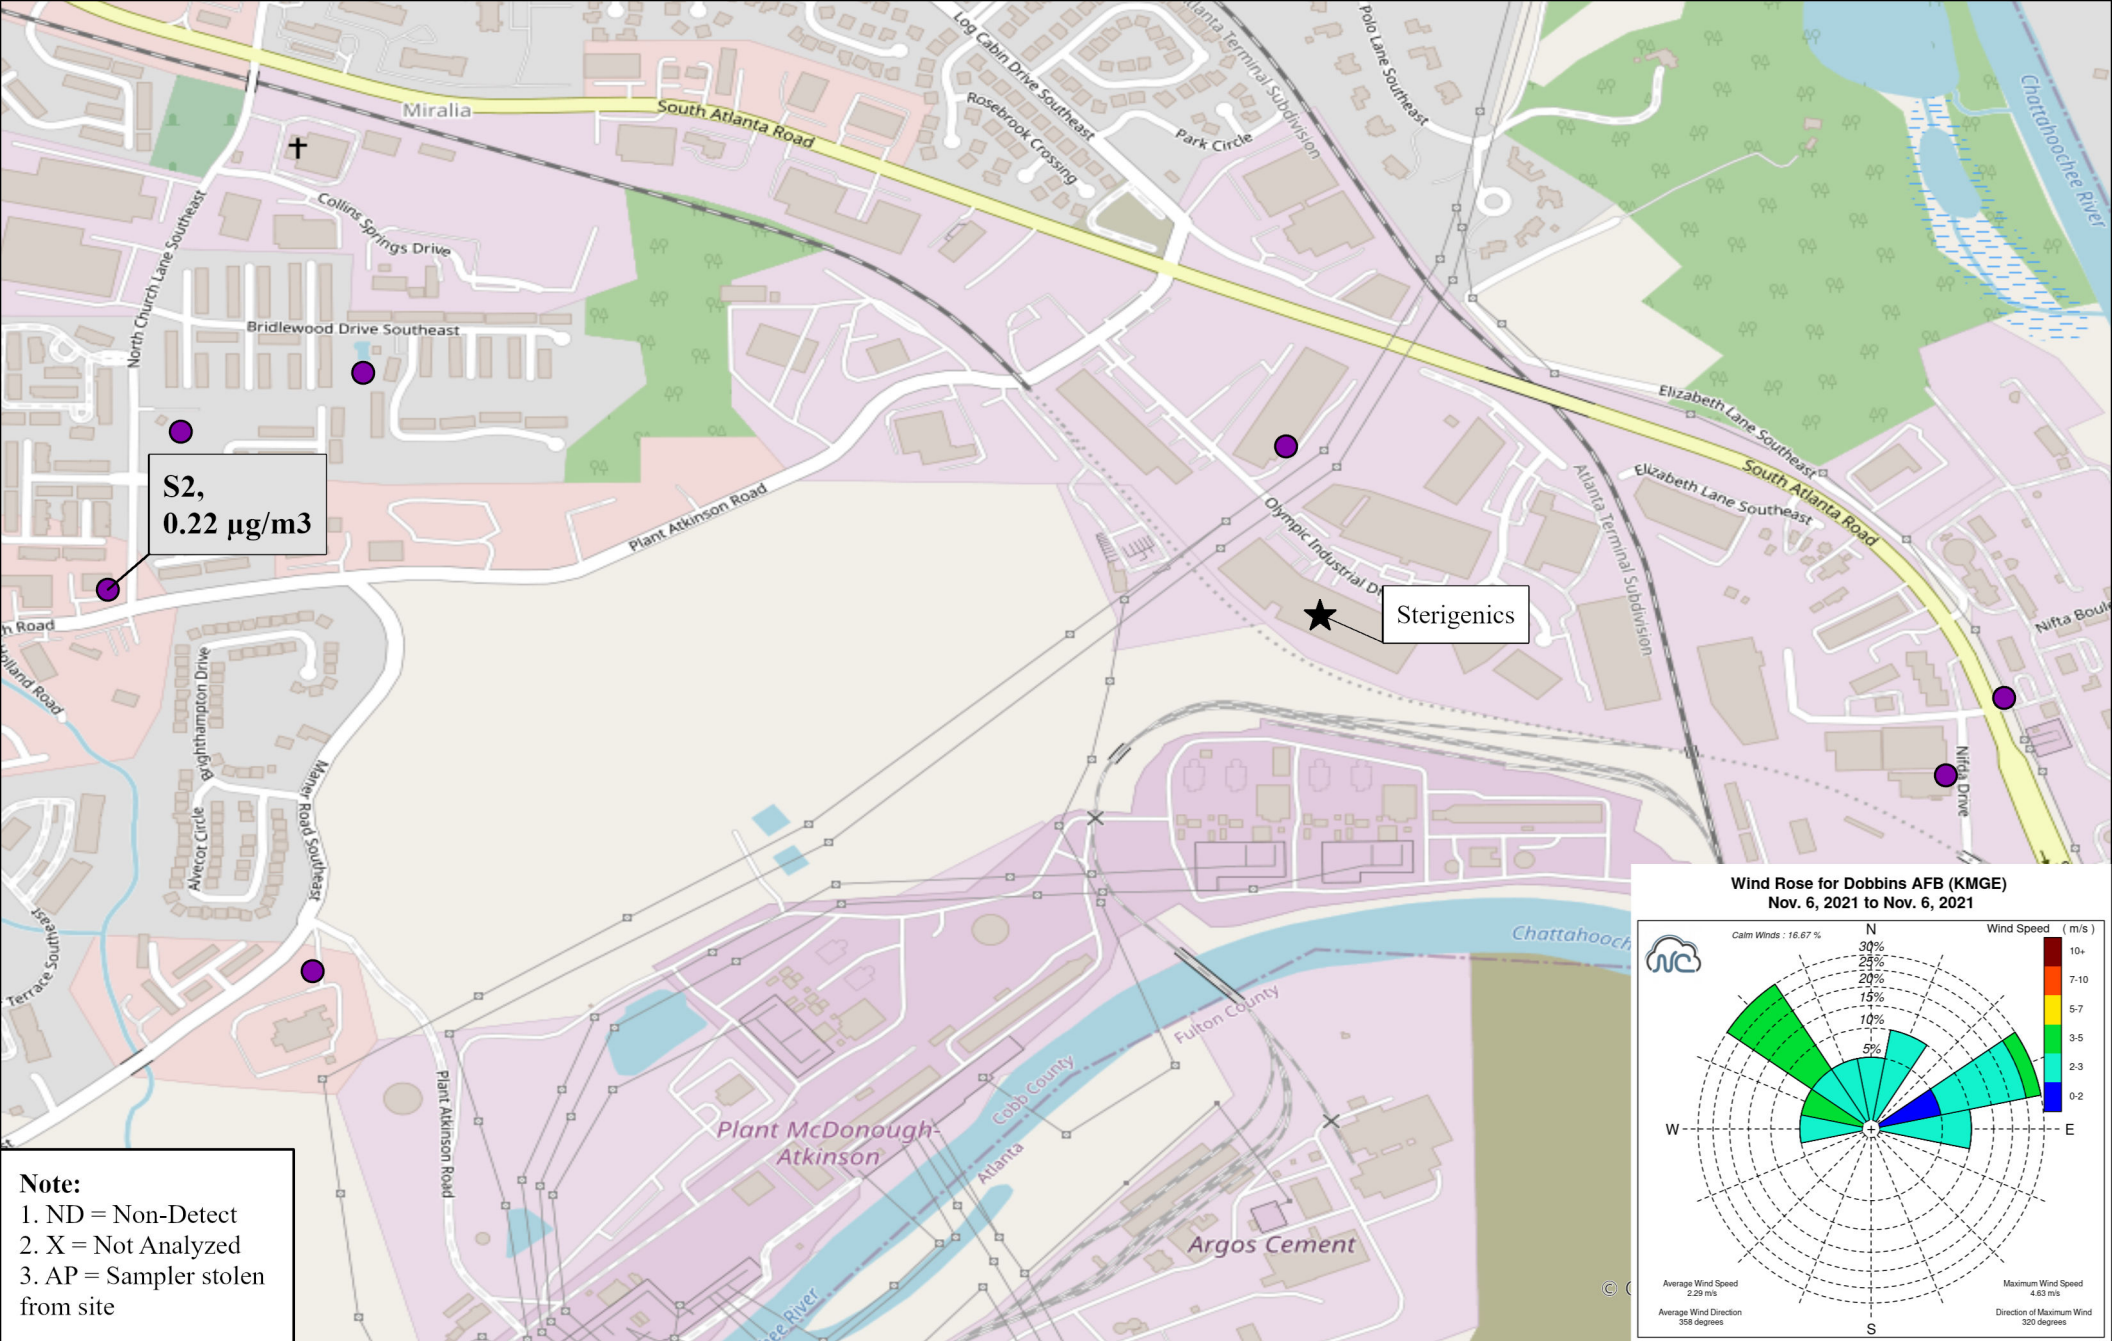 Log Cabin Drive Southeast
Atlanta Terminal Subdivision
Polo Lane Southeast
Chattahoochee River
Miralia
South Atlanta Road
Rosebrook Crossing
Park Circle
Collins Springs Drive
North Church Lane Southeast
Bridlewood Drive Southeast
Elizabeth Lane Southeast
South Atlanta Road
Elizabeth Lane Southeast
S2,
0.22 µg/m3
Plant Atkinson Road
Olympic Industrial Dr
Atlanta Terminal Subdivision
Sterigenics
h Road
Holland Road
Nifta Boule
Brighthampton Drive
Maner Road Southeast
Alvecot Circle
Nifda Drive
Terrace Southeast
Chattahooch
Fulton County
Cobb County
Atlanta
Plant Atkinson Road
Plant McDonough-
Atkinson
Argos Cement
ee River
©
Note:
1. ND = Non-Detect
2. X = Not Analyzed
3. AP = Sampler stolen
from site
Wind Rose for Dobbins AFB (KMGE)
Nov. 6, 2021 to Nov. 6, 2021
NC
Calm Winds : 16.67 %
N
Wind Speed ( m/s )
30%
25%
20%
15%
10%
5%
10+
7-10
5-7
3-5
2-3
0-2
W
E
S
Average Wind Speed
2.29 m/s
Average Wind Direction
358 degrees
Maximum Wind Speed
4.63 m/s
Direction of Maximum Wind
320 degrees